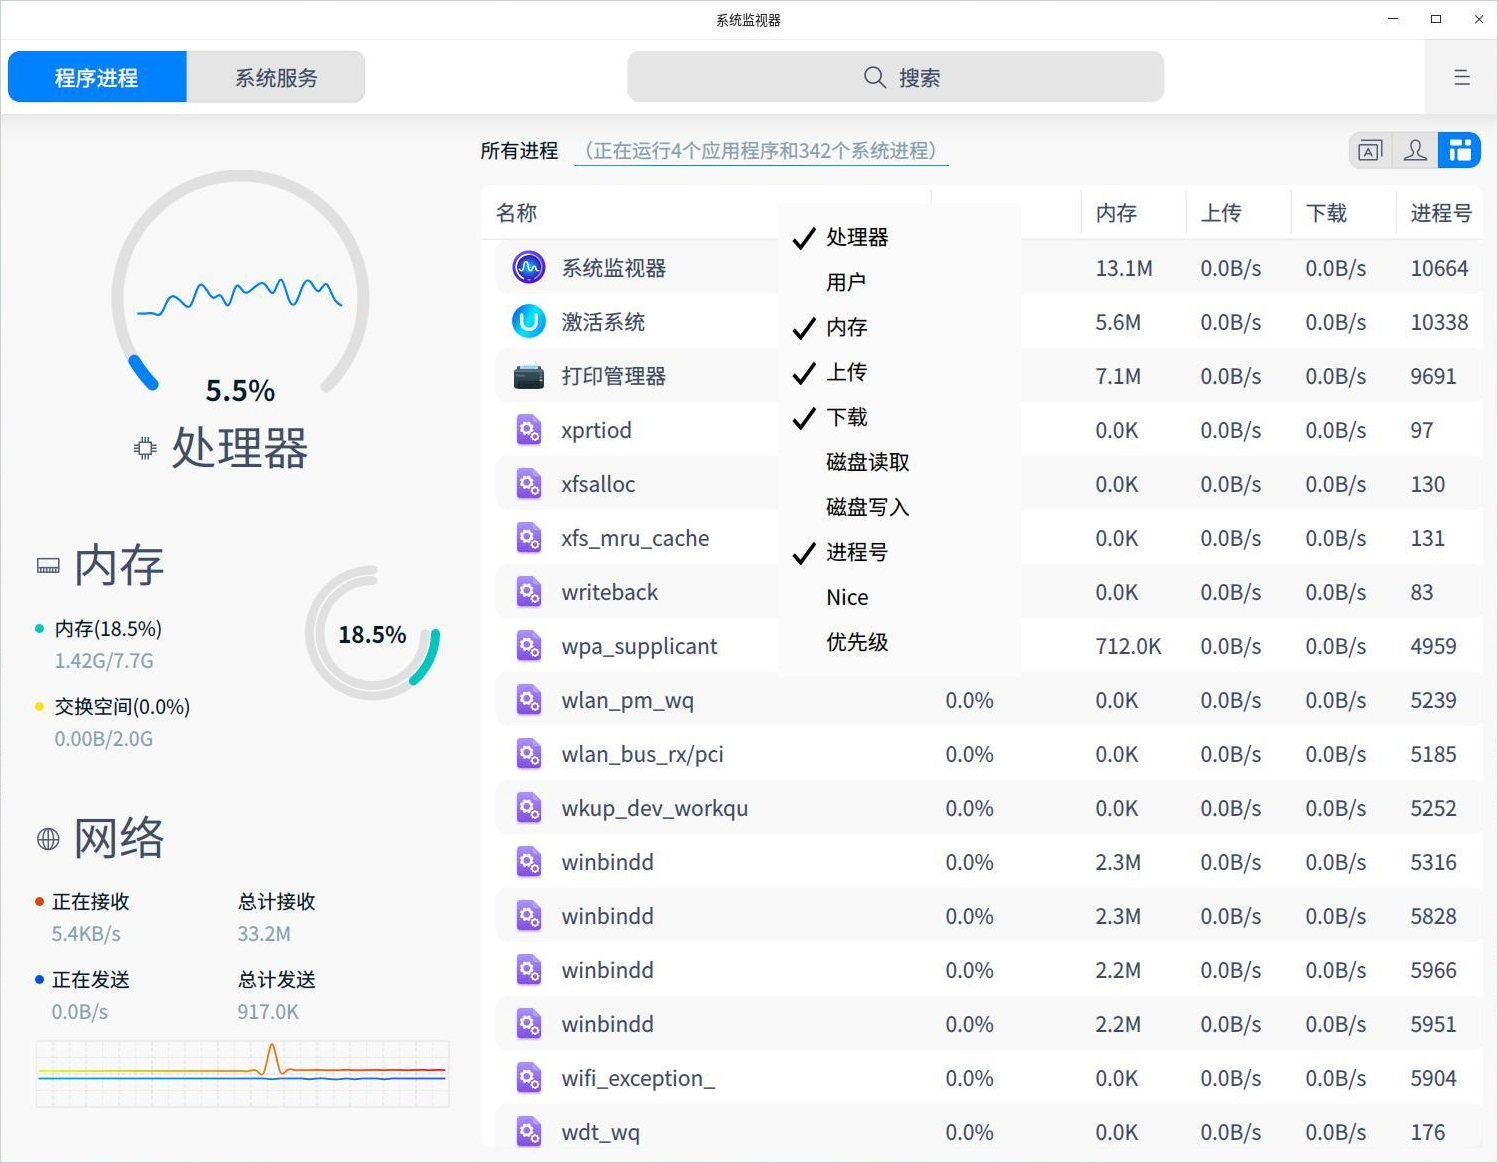 系统监视器
程序进程 系统服务 搜索
所有进程 (正在运行4个应用程序和342个系统进程)
名称 内存 上传 下载 进程号
系统监视器 13.1M 0.0B/s 0.0B/s 10664
激活系统 5.6M 0.0B/s 0.0B/s 10338
打印管理器 7.1M 0.0B/s 0.0B/s 9691
xprtiod 0.0K 0.0B/s 0.0B/s 97
xfsalloc 0.0K 0.0B/s 0.0B/s 130
xfs_mru_cache 0.0K 0.0B/s 0.0B/s 131
writeback 0.0K 0.0B/s 0.0B/s 83
wpa_supplicant 712.0K 0.0B/s 0.0B/s 4959
wlan_pm_wq 0.0% 0.0K 0.0B/s 0.0B/s 5239
wlan_bus_rx/pci 0.0% 0.0K 0.0B/s 0.0B/s 5185
wkup_dev_workqu 0.0% 0.0K 0.0B/s 0.0B/s 5252
winbindd 0.0% 2.3M 0.0B/s 0.0B/s 5316
winbindd 0.0% 2.3M 0.0B/s 0.0B/s 5828
winbindd 0.0% 2.2M 0.0B/s 0.0B/s 5966
winbindd 0.0% 2.2M 0.0B/s 0.0B/s 5951
wifi_exception_ 0.0% 0.0K 0.0B/s 0.0B/s 5904
wdt_wq 0.0% 0.0K 0.0B/s 0.0B/s 176
处理器
用户
内存
上传
下载
磁盘读取
磁盘写入
进程号
Nice
优先级
5.5%
处理器
内存
内存(18.5%)
1.42G/7.7G
18.5%
交换空间(0.0%)
0.00B/2.0G
网络
正在接收 总计接收
5.4KB/s 33.2M
正在发送 总计发送
0.0B/s 917.0K